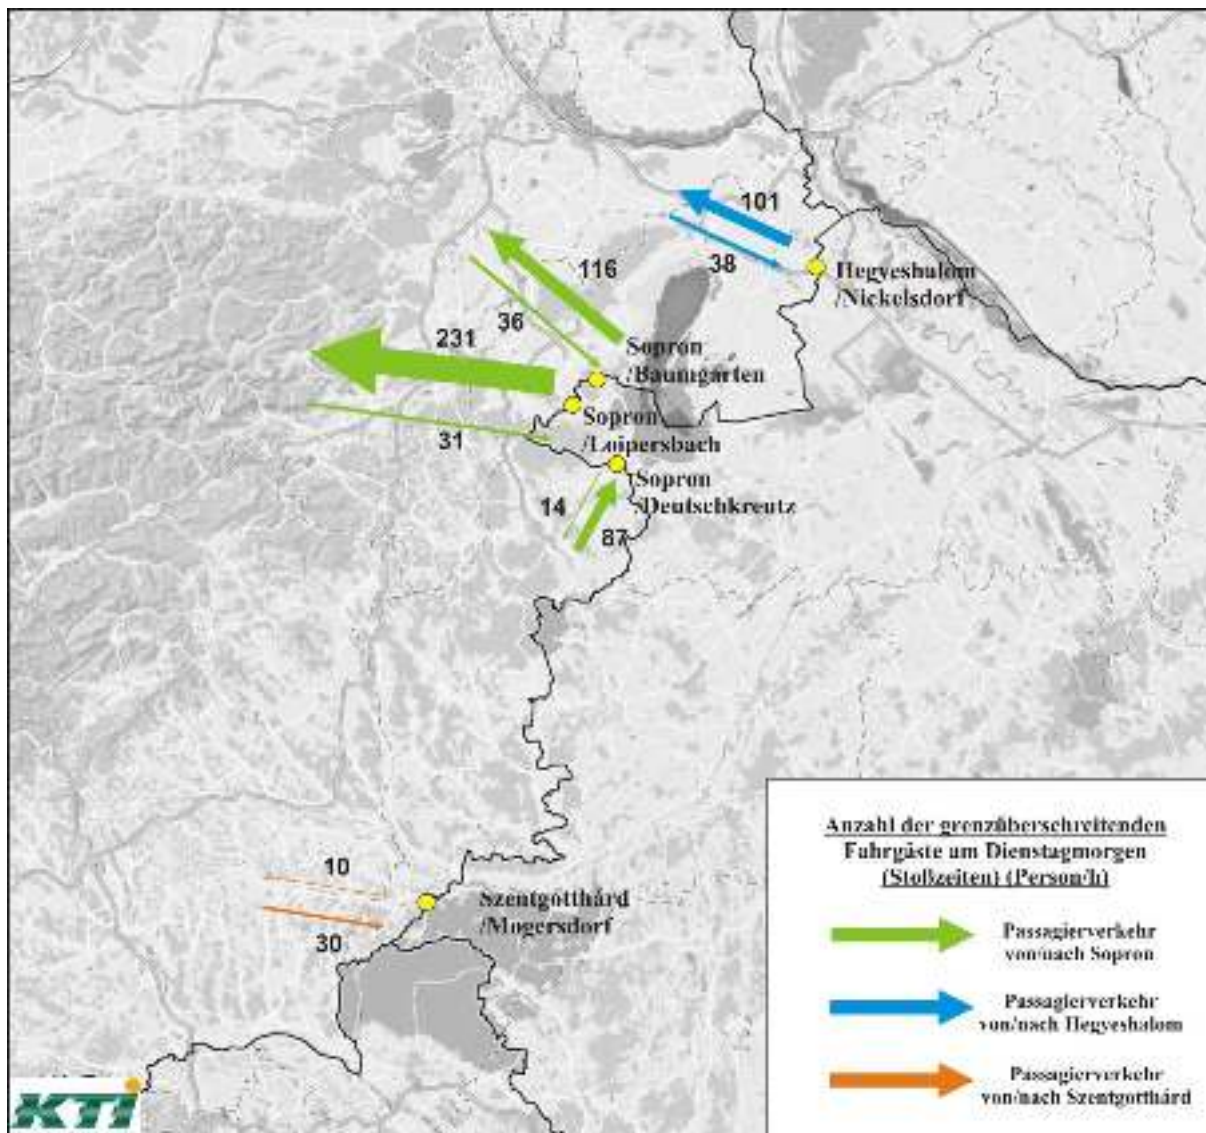 101
38
Hegyeshalom
/Nickelsdorf
116
36
231
Sopron
/Baumgarten
Sopron
/Loipersbach
31
Sopron
/Deutschkreutz
14
87
10
Szentgotthárd
/Mogersdorf
30
Anzahl der grenzüberschreitenden
Fahrgäste am Dienstagmorgen
(Stoßzeiten) (Person/h)
Passagierverkehr
von/nach Sopron
Passagierverkehr
von/nach Hegyeshalom
Passagierverkehr
von/nach Szentgotthárd
KTI